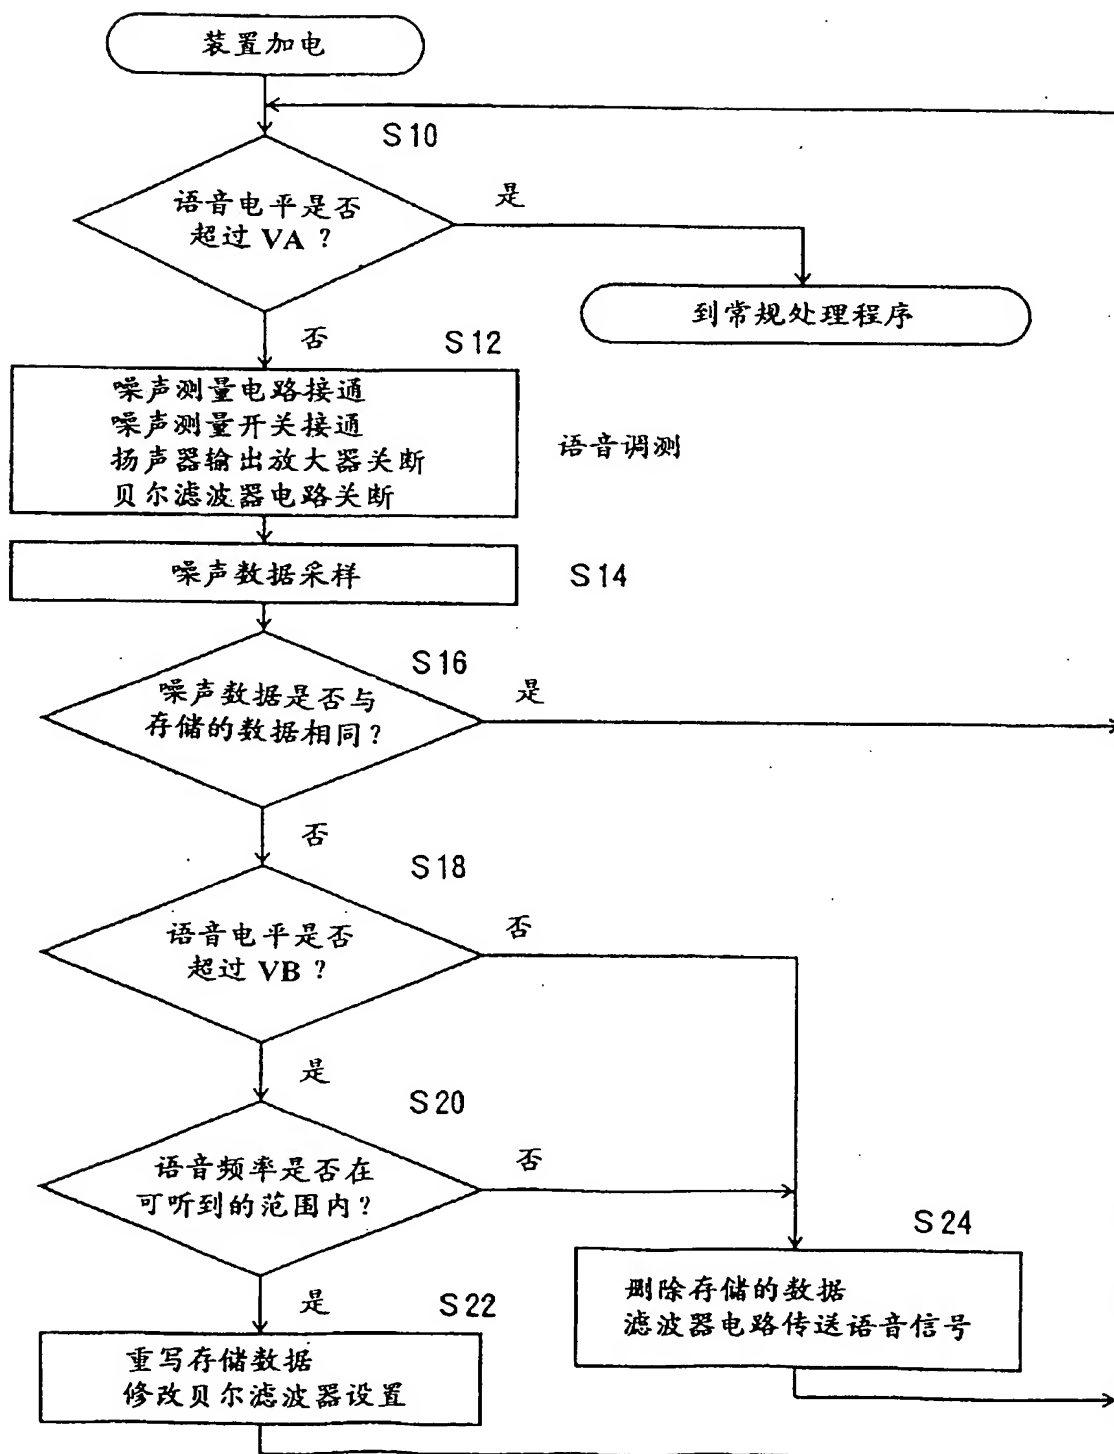 装置加电
S10
语音电平是否
超过 VA ?
是
到常规处理程序
否
S12
噪声测量电路接通
噪声测量开关接通
扬声器输出放大器关断
贝尔滤波器电路关断
语音调测
噪声数据采样
S14
S16
噪声数据是否与
存储的数据相同?
是
否
S18
语音电平是否
超过 VB ?
否
是
S20
语音频率是否在
可听到的范围内?
否
S24
删除存储的数据
滤波器电路传送语音信号
是
S22
重写存储数据
修改贝尔滤波器设置